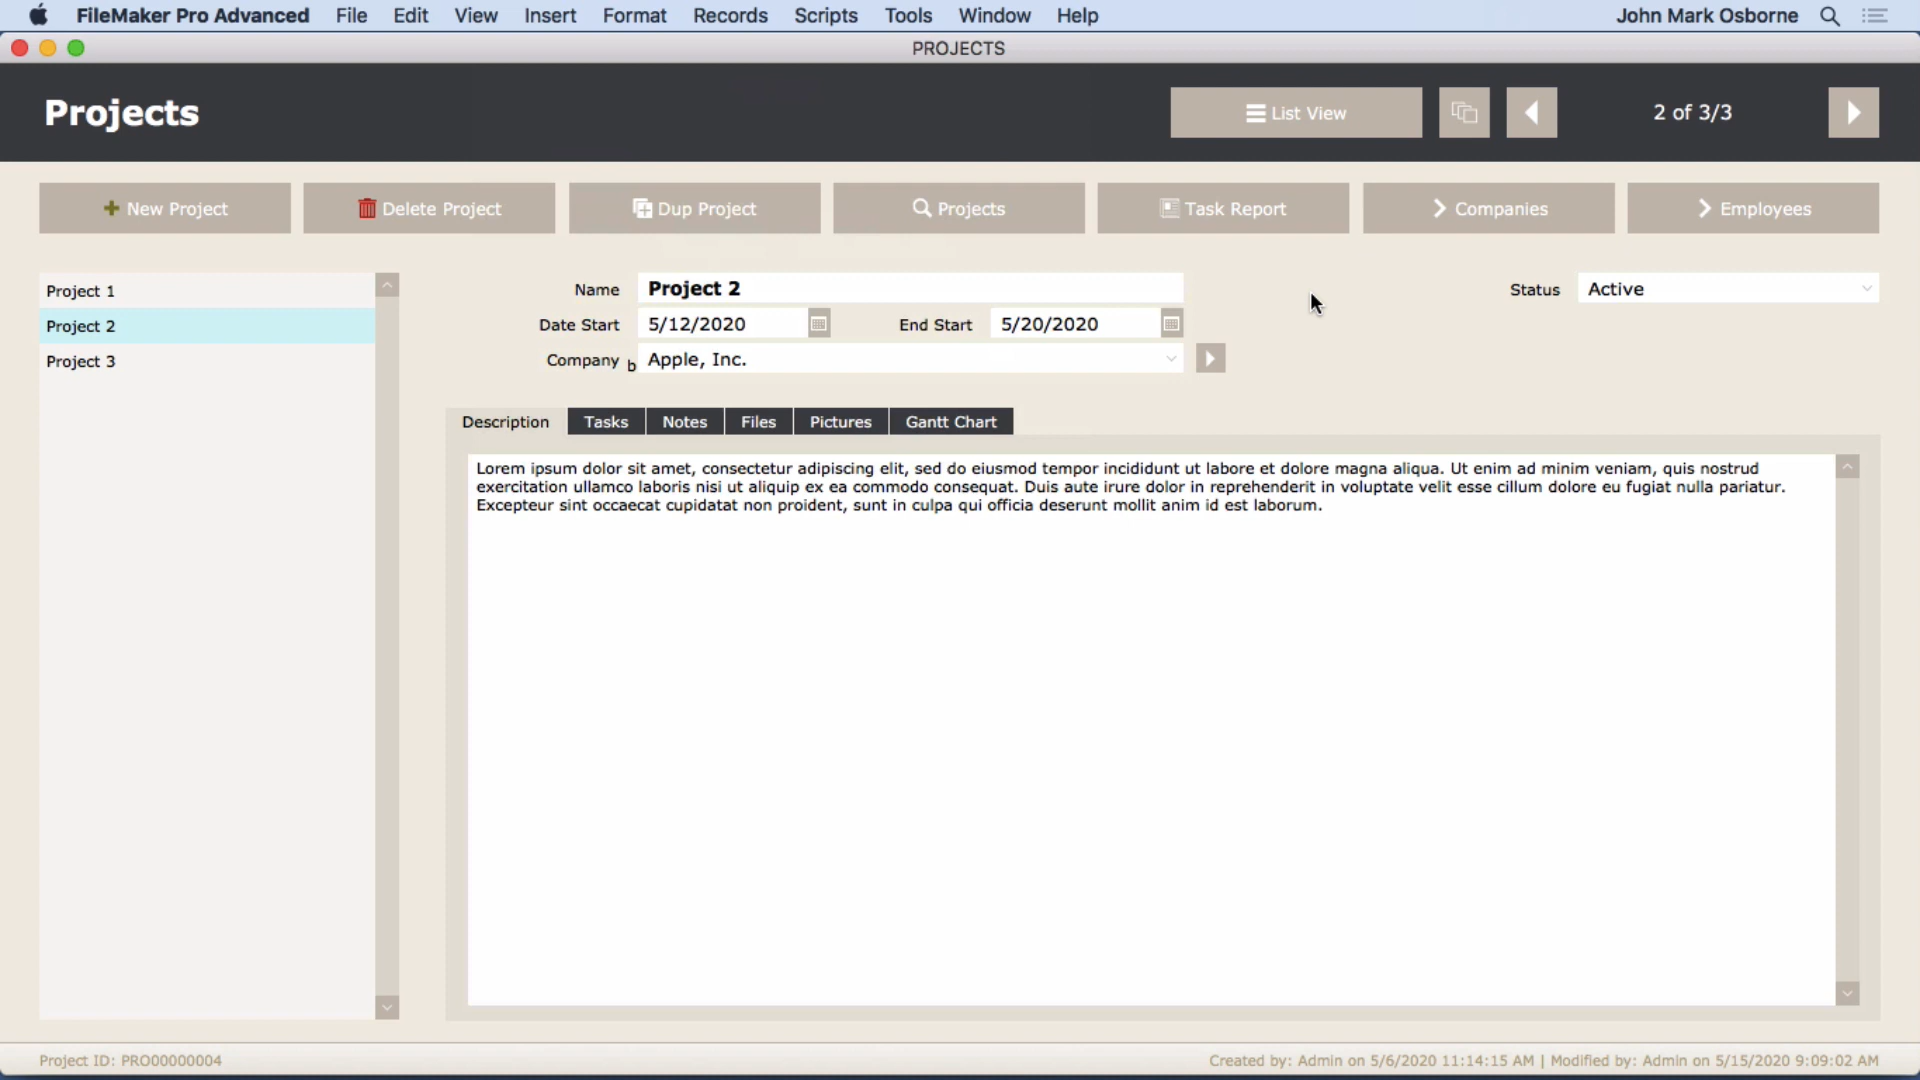 FileMaker Pro Advanced File Edit View Insert Format Records Scripts Tools Window Help John Mark Osborne
PROJECTS
Projects List View 2 of 3/3
New Project Delete Project Dup Project Projects Task Report Companies Employees
Project 1
Project 2
Project 3
Name Project 2 Status Active
Date Start 5/12/2020 End Start 5/20/2020
Company b Apple, Inc.
Description Tasks Notes Files Pictures Gantt Chart
Lorem ipsum dolor sit amet, consectetur adipiscing elit, sed do eiusmod tempor incididunt ut labore et dolore magna aliqua. Ut enim ad minim veniam, quis nostrud
exercitation ullamco laboris nisi ut aliquip ex ea commodo consequat. Duis aute irure dolor in reprehenderit in voluptate velit esse cillum dolore eu fugiat nulla pariatur.
Excepteur sint occaecat cupidatat non proident, sunt in culpa qui officia deserunt mollit anim id est laborum.
Project ID: PRO00000004 Created by: Admin on 5/6/2020 11:14:15 AM | Modified by: Admin on 5/15/2020 9:09:02 AM